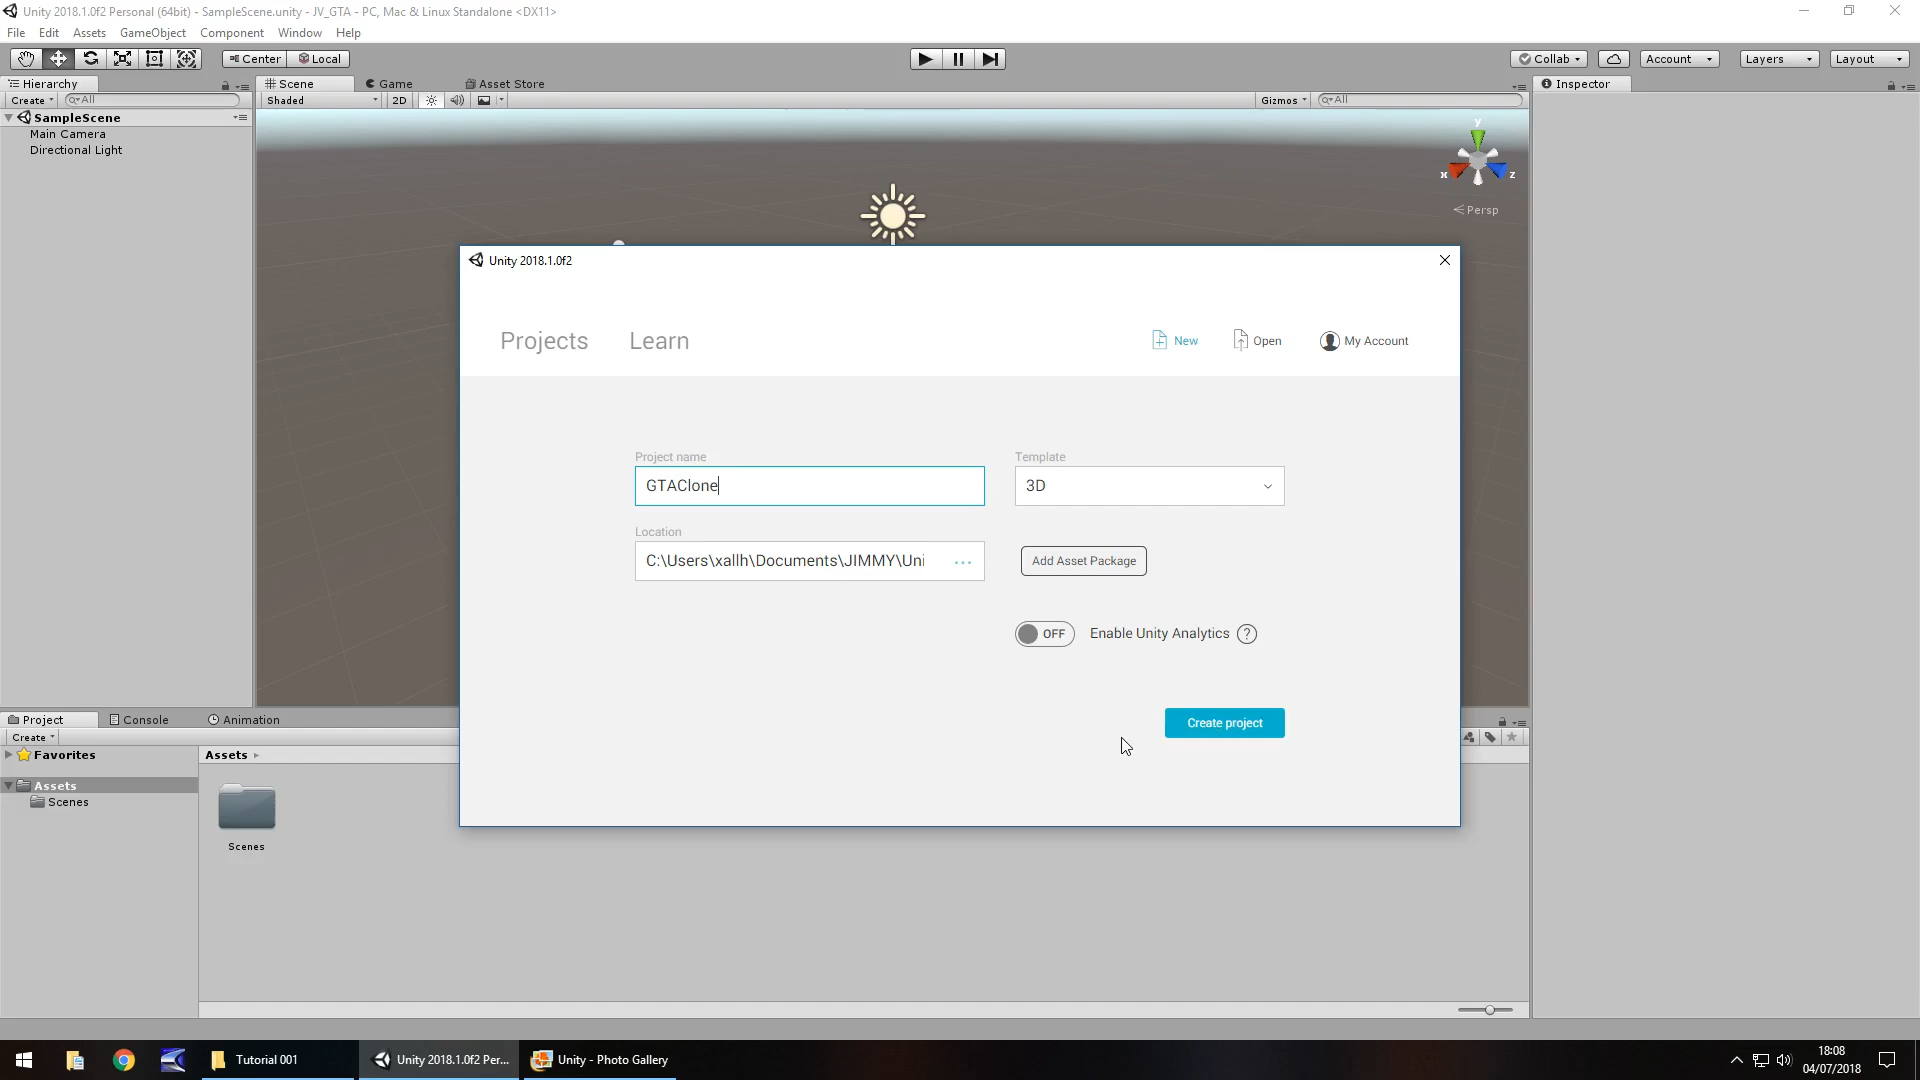 Unity 2018.1.0f2 Personal (64bit) - SampleScene.unity - JV_GTA - PC, Mac & Linux Standalone <DX11>
File Edit Assets GameObject Component Window Help
Center Local Collab Account Layers Layout
Hierarchy Scene Game Asset Store Inspector
Create All Shaded 2D Gizmos All
SampleScene
Main Camera
Directional Light
y
x z
Persp
Unity 2018.1.0f2
Projects Learn New Open My Account
Project name Template
GTAClone 3D
Location
C:\Users\xallh\Documents\JIMMY\Uni ... Add Asset Package
OFF Enable Unity Analytics ?
Create project
Project Console Animation
Create
Favorites Assets
Assets
Scenes
Scenes
Tutorial 001 Unity 2018.1.0f2 Per... Unity - Photo Gallery
18:08
04/07/2018